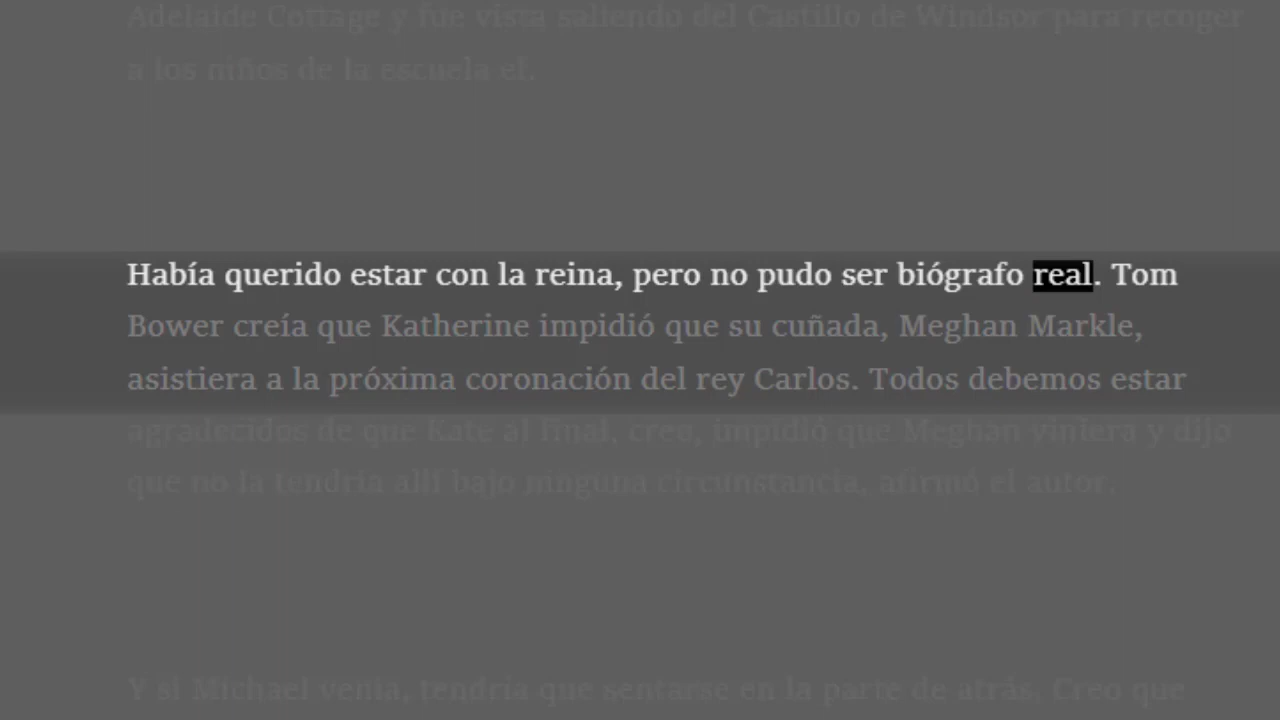 Adelaide Cottage y fue vista saliendo del Castillo de Windsor para recoger
a los niños de la escuela el.
Había querido estar con la reina, pero no pudo ser biógrafo real. Tom
Bower creía que Katherine impidió que su cuñada, Meghan Markle,
asistiera a la próxima coronación del rey Carlos. Todos debemos estar
agradecidos de que Kate al final, creo, impidió que Meghan viniera y dijo
que no la tendría allí bajo ninguna circunstancia, afirmó el autor.
Y si Michael venía, tendría que sentarse en la parte de atrás. Creo que